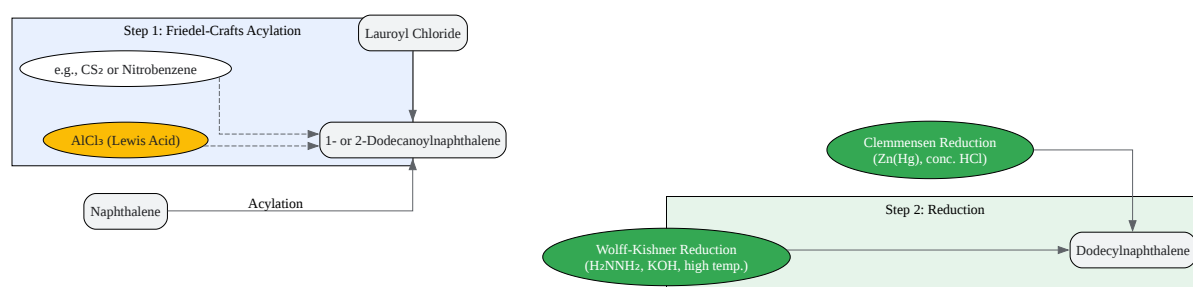 Step 1: Friedel-Crafts Acylation
Lauroyl Chloride
e.g., CS₂ or Nitrobenzene
AlCl₃ (Lewis Acid)
1- or 2-Dodecanoylnaphthalene
Naphthalene
Acylation
Clemmensen Reduction
(Zn(Hg), conc. HCl)
Step 2: Reduction
Wolff-Kishner Reduction
(H₂NNH₂, KOH, high temp.)
Dodecylnaphthalene